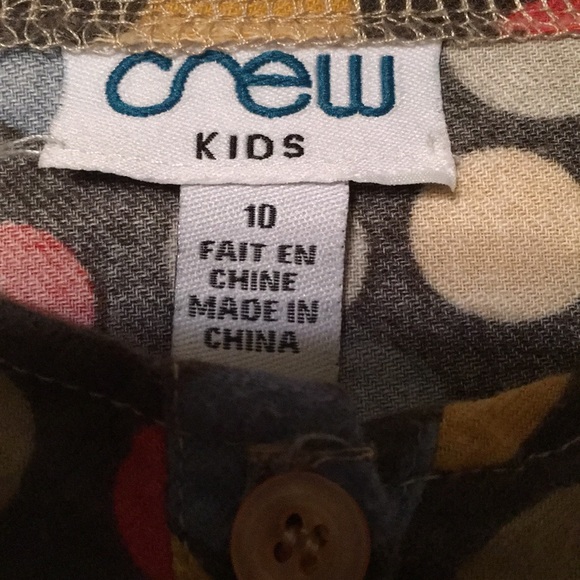 crew
KIDS
10
FAIT EN
CHINE
MADE IN
CHINA